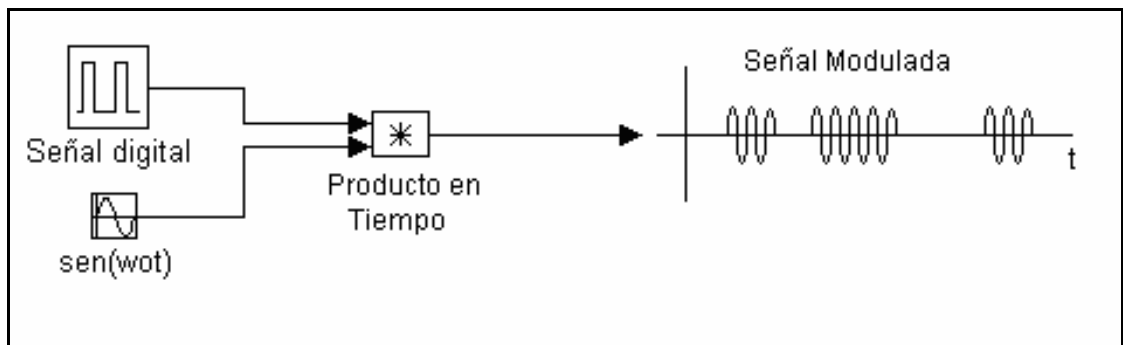 Señal Modulada
Señal digital
*
Producto en
Tiempo
t
sen(wot)